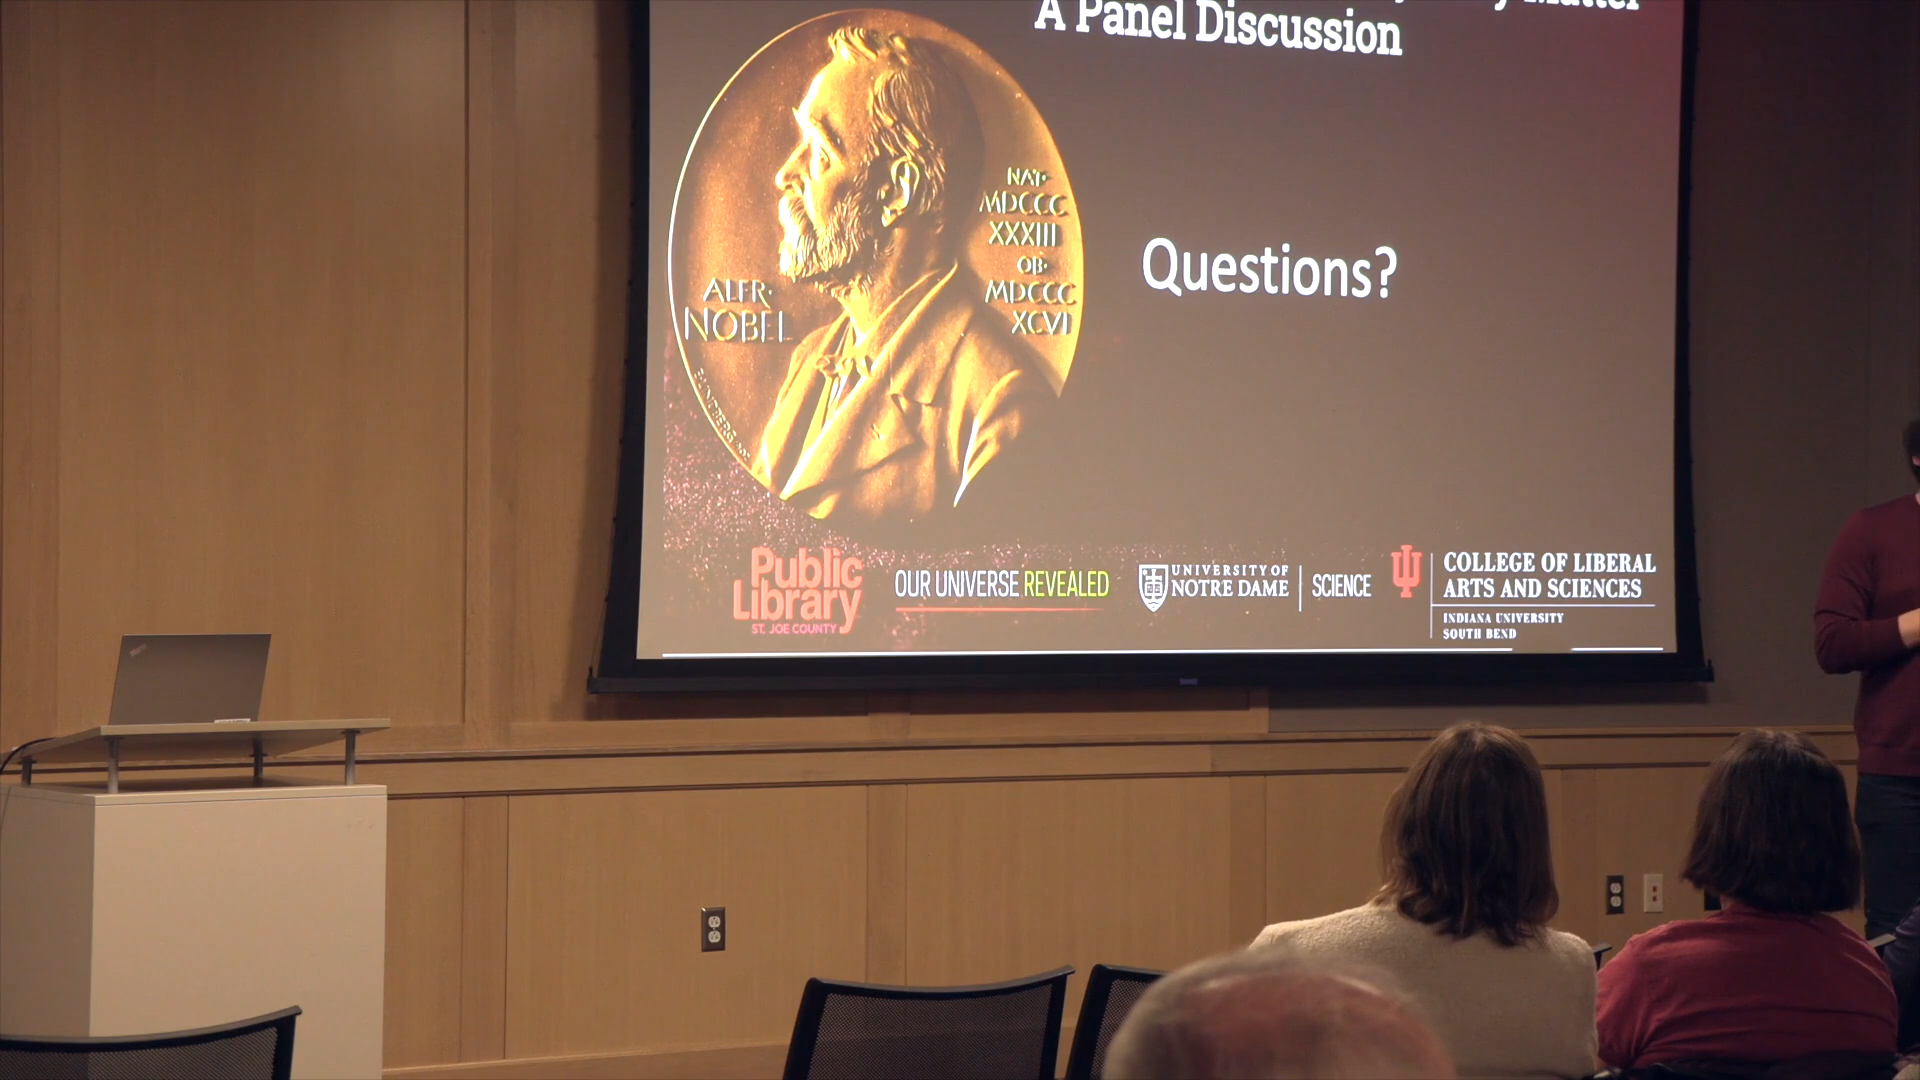 Matter
A Panel Discussion
ALFR·
NOBEL
NAT·
MDCCC
XXXIII
OB·
MDCCC
XCVI
Questions?
Public
Library
ST. JOE COUNTY
OUR UNIVERSE REVEALED
UNIVERSITY OF
NOTRE DAME
SCIENCE
COLLEGE OF LIBERAL
ARTS AND SCIENCES
INDIANA UNIVERSITY
SOUTH BEND